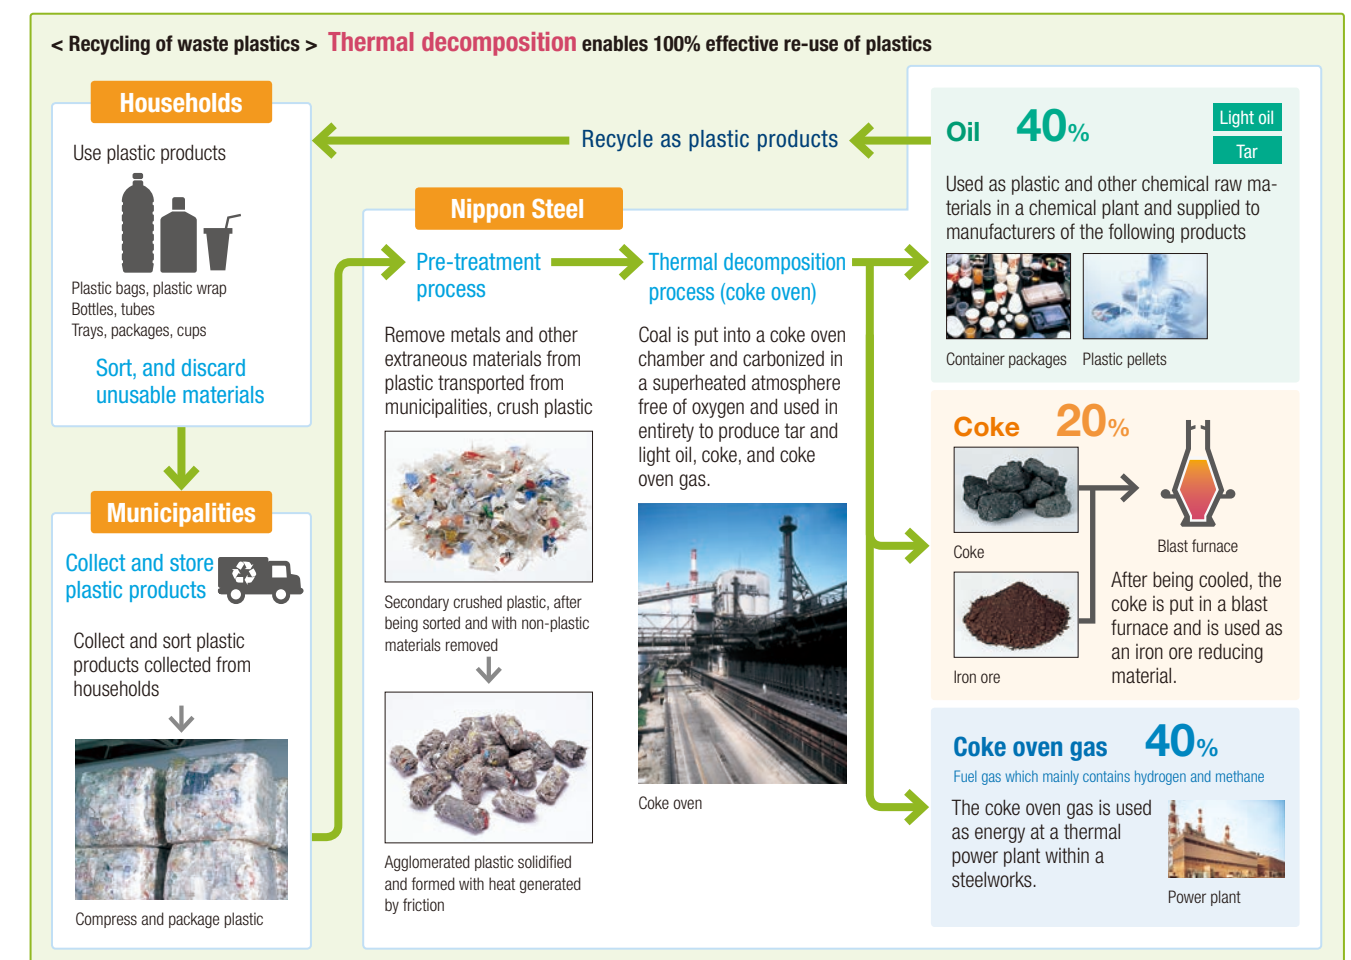 < Recycling of waste plastics > Thermal decomposition enables 100% effective re-use of plastics
Households
Use plastic products
Plastic bags, plastic wrap
Bottles, tubes
Trays, packages, cups
Sort, and discard
unusable materials
Municipalities
Collect and store
plastic products
Collect and sort plastic
products collected from
households
Compress and package plastic
Recycle as plastic products
Nippon Steel
Pre-treatment
process
Remove metals and other
extraneous materials from
plastic transported from
municipalities, crush plastic
Secondary crushed plastic, after
being sorted and with non-plastic
materials removed
Agglomerated plastic solidified
and formed with heat generated
by friction
Thermal decomposition
process (coke oven)
Coal is put into a coke oven
chamber and carbonized in
a superheated atmosphere
free of oxygen and used in
entirety to produce tar and
light oil, coke, and coke
oven gas.
Coke oven
Oil 40%
Light oil
Tar
Used as plastic and other chemical raw ma-
terials in a chemical plant and supplied to
manufacturers of the following products
Container packages Plastic pellets
Coke 20%
Coke
Iron ore
Blast furnace
After being cooled, the
coke is put in a blast
furnace and is used as
an iron ore reducing
material.
Coke oven gas 40%
Fuel gas which mainly contains hydrogen and methane
The coke oven gas is used
as energy at a thermal
power plant within a
steelworks.
Power plant